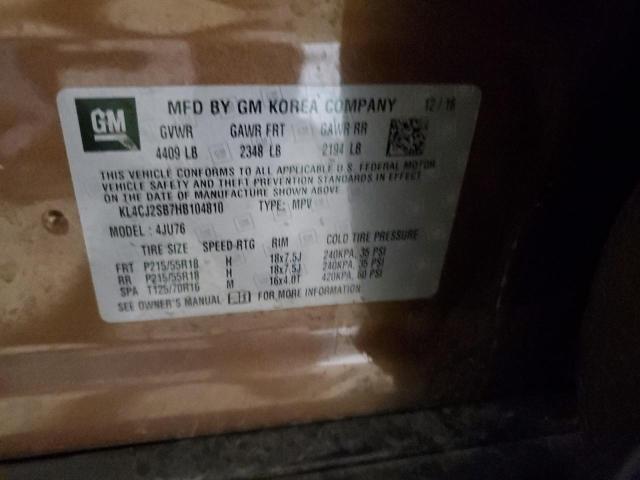 GM
MFD BY GM KOREA COMPANY 12/16
GVWR GAWR FRT GAWR RR
4409 LB 2348 LB 2194 LB
THIS VEHICLE CONFORMS TO ALL APPLICABLE U.S. FEDERAL MOTOR
VEHICLE SAFETY AND THEFT PREVENTION STANDARDS IN EFFECT
ON THE DATE OF MANUFACTURE SHOWN ABOVE.
KL4CJ2SB7HB104810 TYPE: MPV
MODEL: 4JU76
TIRE SIZE SPEED-RTG RIM COLD TIRE PRESSURE
FRT P215/55R18 H 18x7.5J 240KPA, 35 PSI
RR P215/55R18 H 18x7.5J 240KPA, 35 PSI
SPA T125/70R16 M 16x4.0T 420KPA, 60 PSI
SEE OWNER'S MANUAL FOR MORE INFORMATION